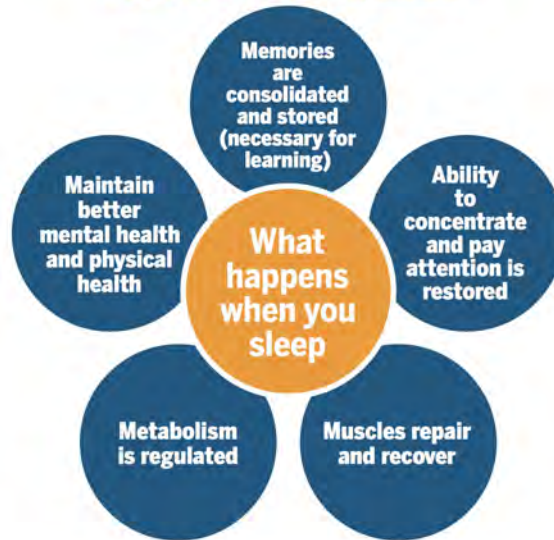 Memories
are
consolidated
and stored
(necessary for
learning)
Ability
to
concentrate
and pay
attention is
restored
Muscles repair
and recover
Metabolism
is regulated
Maintain
better
mental health
and physical
health
What
happens
when you
sleep